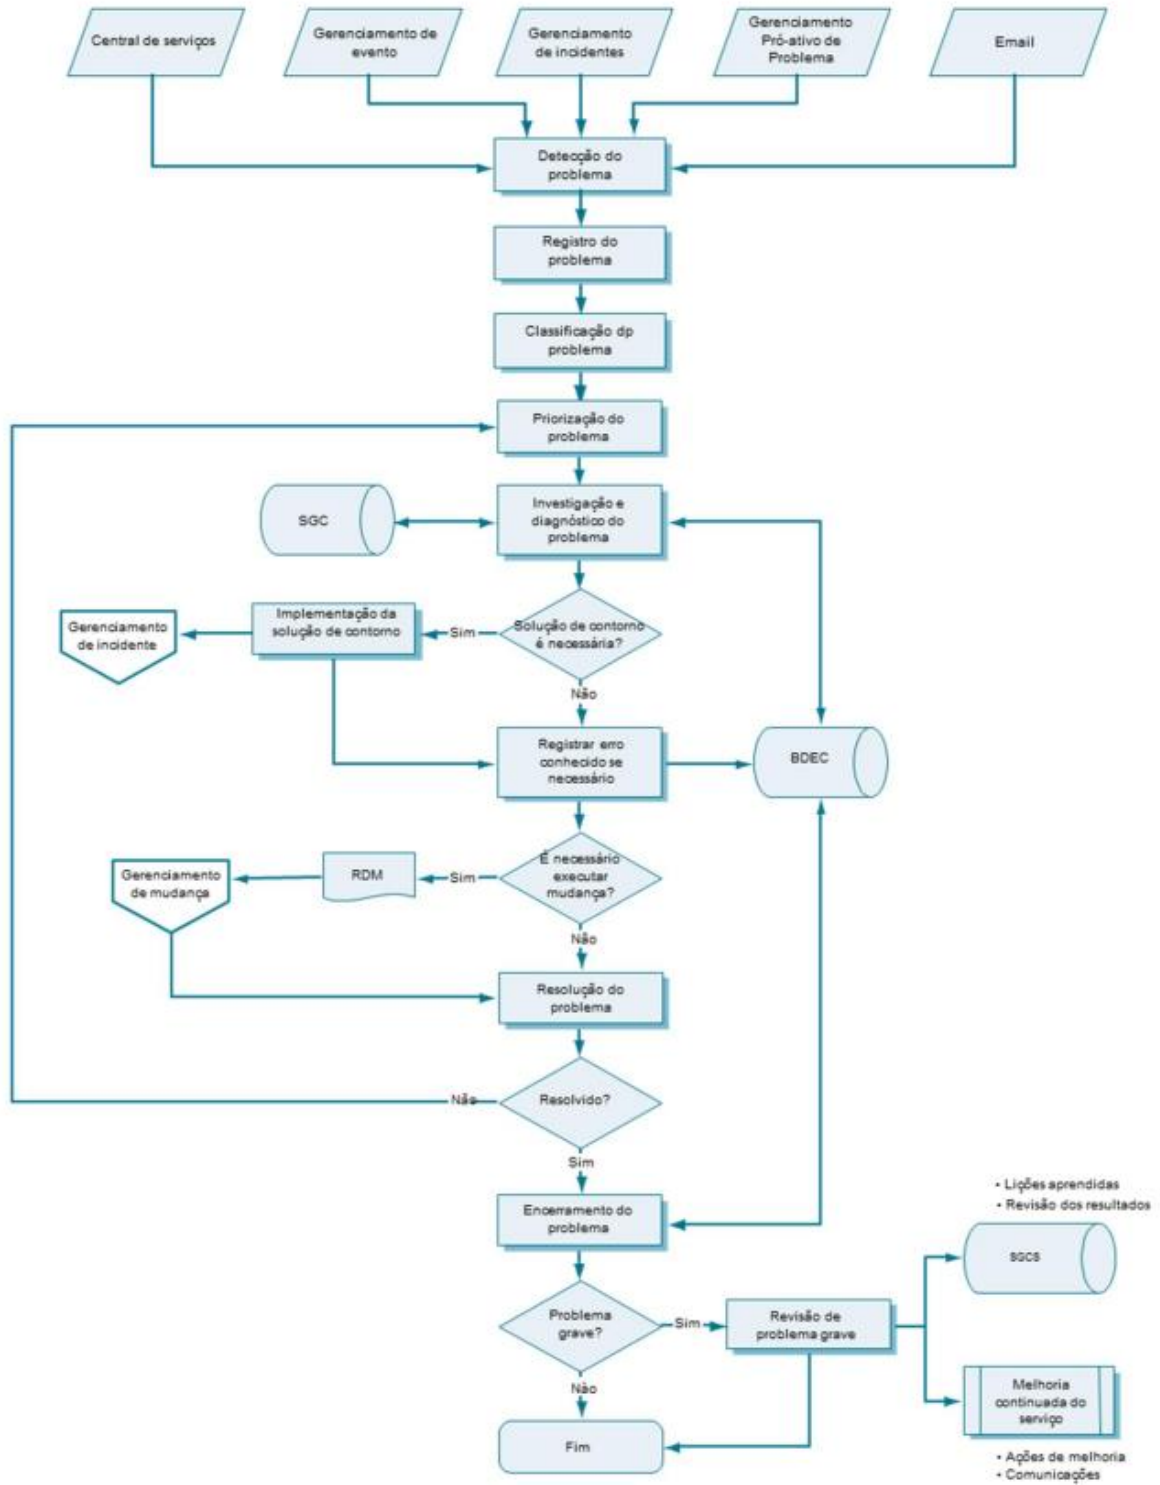 Central de serviços
Gerenciamento de
evento
Gerenciamento
de incidentes
Gerenciamento
Pró-ativo de
Problema
Email
Detecção do
problema
Registro do
problema
Classificação dp
problema
Priorização do
problema
SGC
Investigação e
diagnóstico do
problema
Gerenciamento
de incidente
Implementação da
solução de contorno
Sim
Solução de contorno
é necessária?
Não
Registrar erro
conhecido se
necessário
BDEC
Gerenciamento
de mudança
RDM
Sim
É necessário
executar
mudança?
Não
Resolução do
problema
Não
Resolvido?
Sim
Encerramento do
problema
• Lições aprendidas
• Revisão dos resultados
SGCS
Problema
grave?
Sim
Revisão de
problema grave
Não
Melhoria
continuada do
serviço
Fim
• Ações de melhoria
• Comunicações